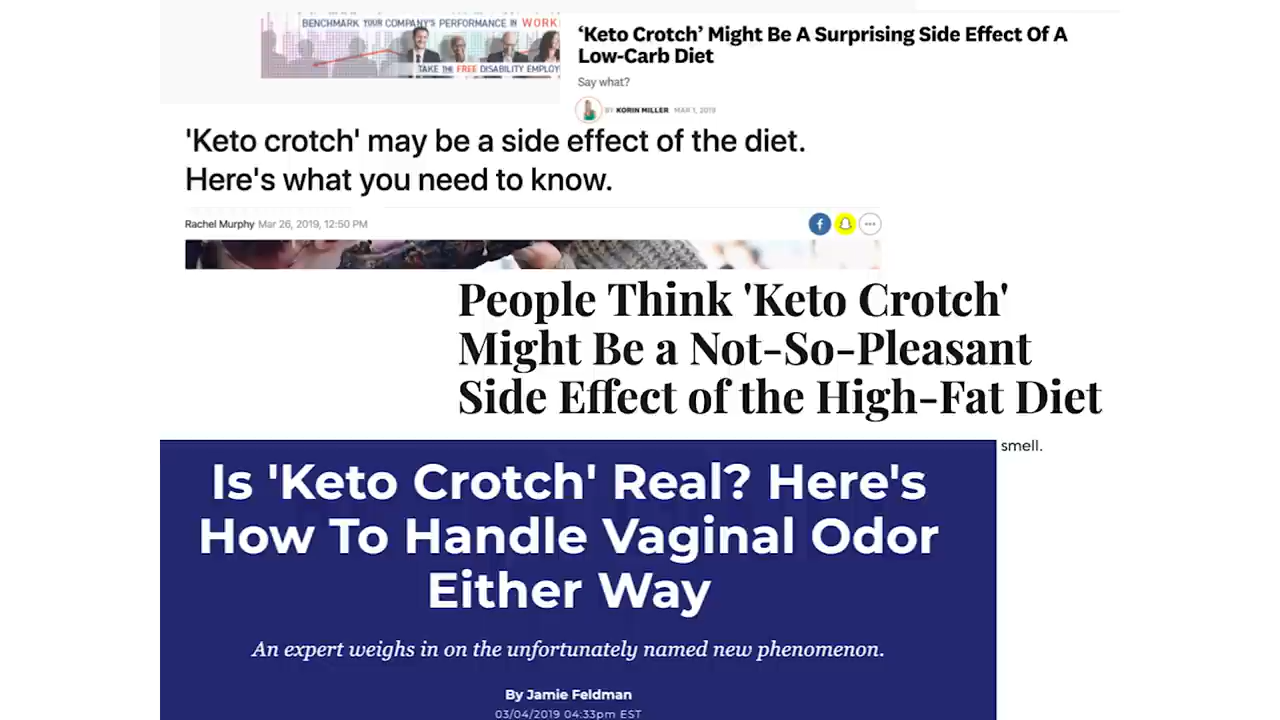 BENCHMARK YOUR COMPANY'S PERFORMANCE IN WORK
TAKE THE FREE DISABILITY EMPLOY
‘Keto Crotch’ Might Be A Surprising Side Effect Of A
Low-Carb Diet
Say what?
BY KORIN MILLER MAR 1, 2019
'Keto crotch' may be a side effect of the diet.
Here's what you need to know.
Rachel Murphy Mar 26, 2019, 12:50 PM
People Think 'Keto Crotch'
Might Be a Not-So-Pleasant
Side Effect of the High-Fat Diet
smell.
Is 'Keto Crotch' Real? Here's
How To Handle Vaginal Odor
Either Way
An expert weighs in on the unfortunately named new phenomenon.
By Jamie Feldman
03/04/2019 04:33pm EST